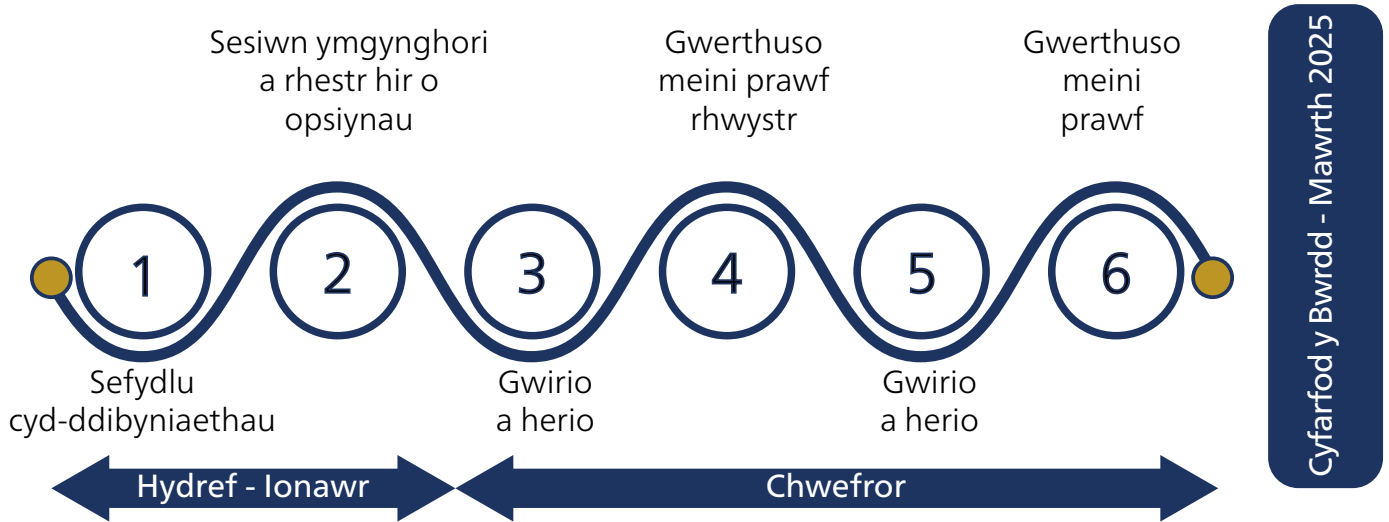 Sesiwn ymgynghori
a rhestr hir o
opsiynau
Gwerthuso
meini prawf
rhwystr
Gwerthuso
meini
prawf
1
2
3
4
5
6
Sefydlu
cyd-ddibyniaethau
Gwirio
a herio
Gwirio
a herio
Hydref - Ionawr
Chwefror
Cyfarfod y Bwrdd - Mawrth 2025